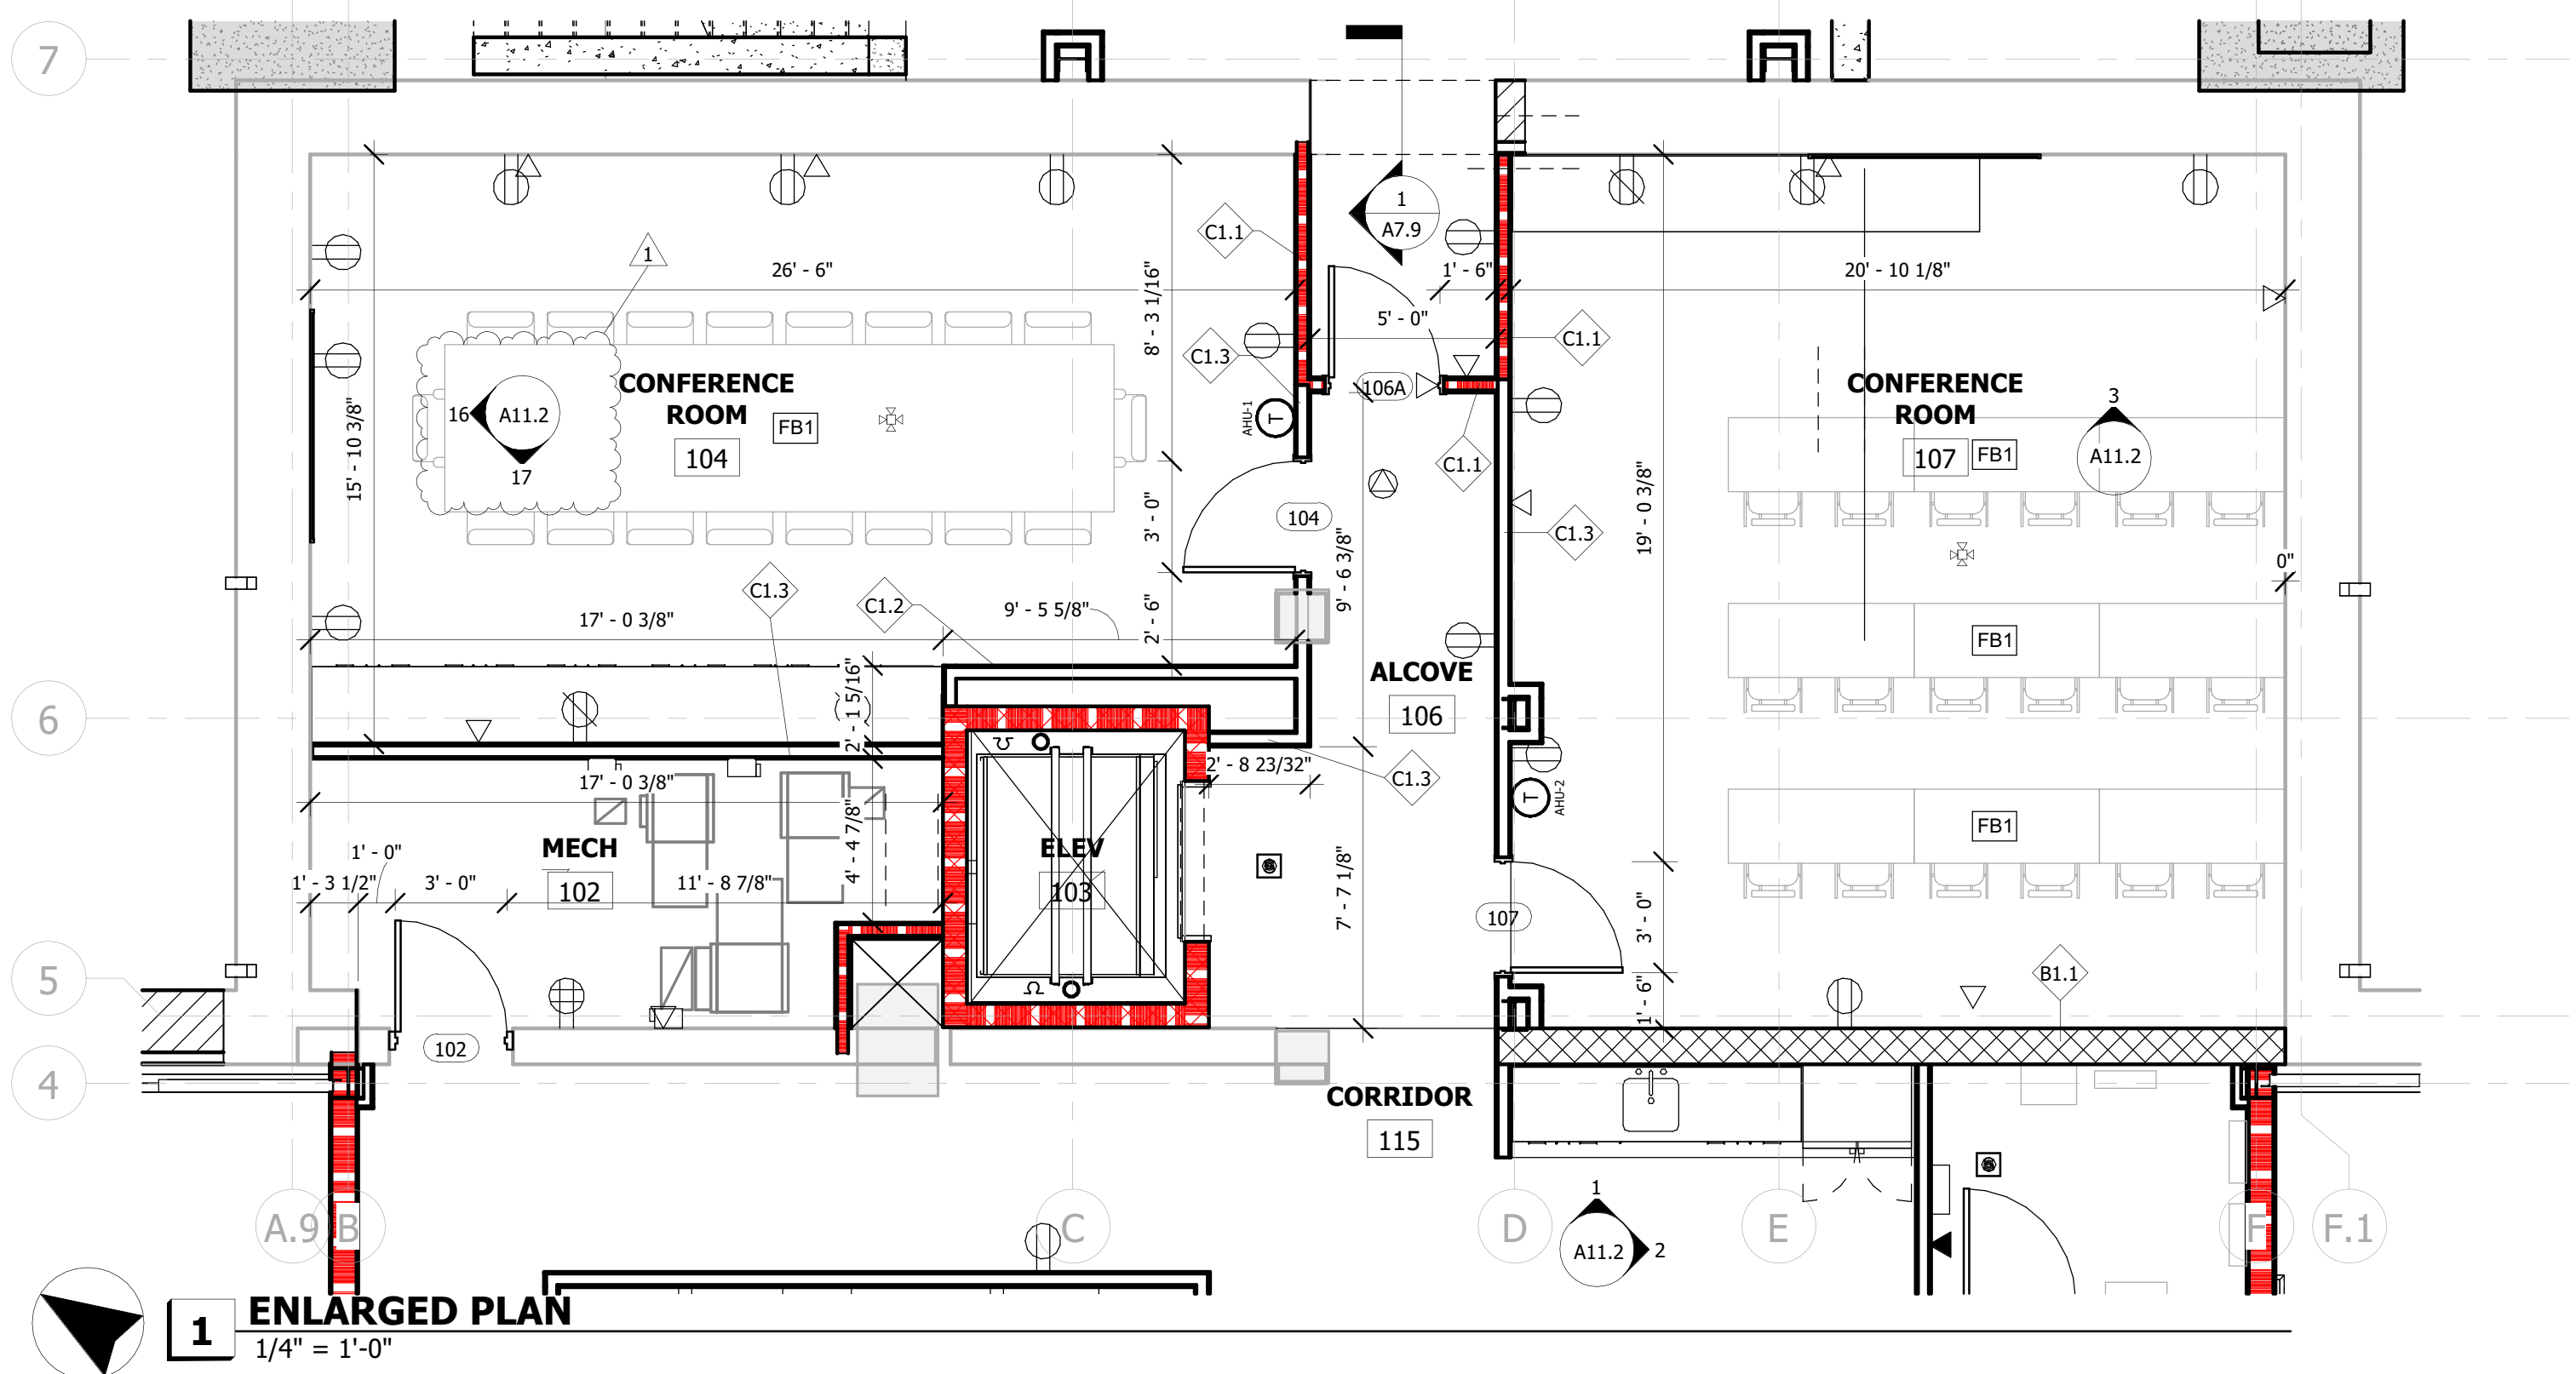 7
1
A7.9
C1.1
1
26' - 6"
8' - 3 1/16"
1' - 6"
20' - 10 1/8"
5' - 0"
C1.1
C1.3
CONFERENCE
ROOM
104
FB1
16
A11.2
17
15' - 10 3/8"
AHU-1
T
106A
C1.1
CONFERENCE
ROOM
107
FB1
3
A11.2
3' - 0"
104
C1.3
19' - 0 3/8"
0"
9' - 6 3/8"
C1.3
C1.2
17' - 0 3/8"
9' - 5 5/8"
2' - 6"
FB1
2' - 1 5/16"
ALCOVE
106
6
17' - 0 3/8"
2' - 8 23/32"
C1.3
T
AHU-2
FB1
4' - 4 7/8"
MECH
102
ELEV
103
1' - 0"
1' - 3 1/2"
3' - 0"
11' - 8 7/8"
7' - 7 1/8"
107
3' - 0"
5
B1.1
1' - 6"
102
4
CORRIDOR
115
A.9
B
C
D
E
F
F.1
1
A11.2
2
1
ENLARGED PLAN
1/4" = 1'-0"